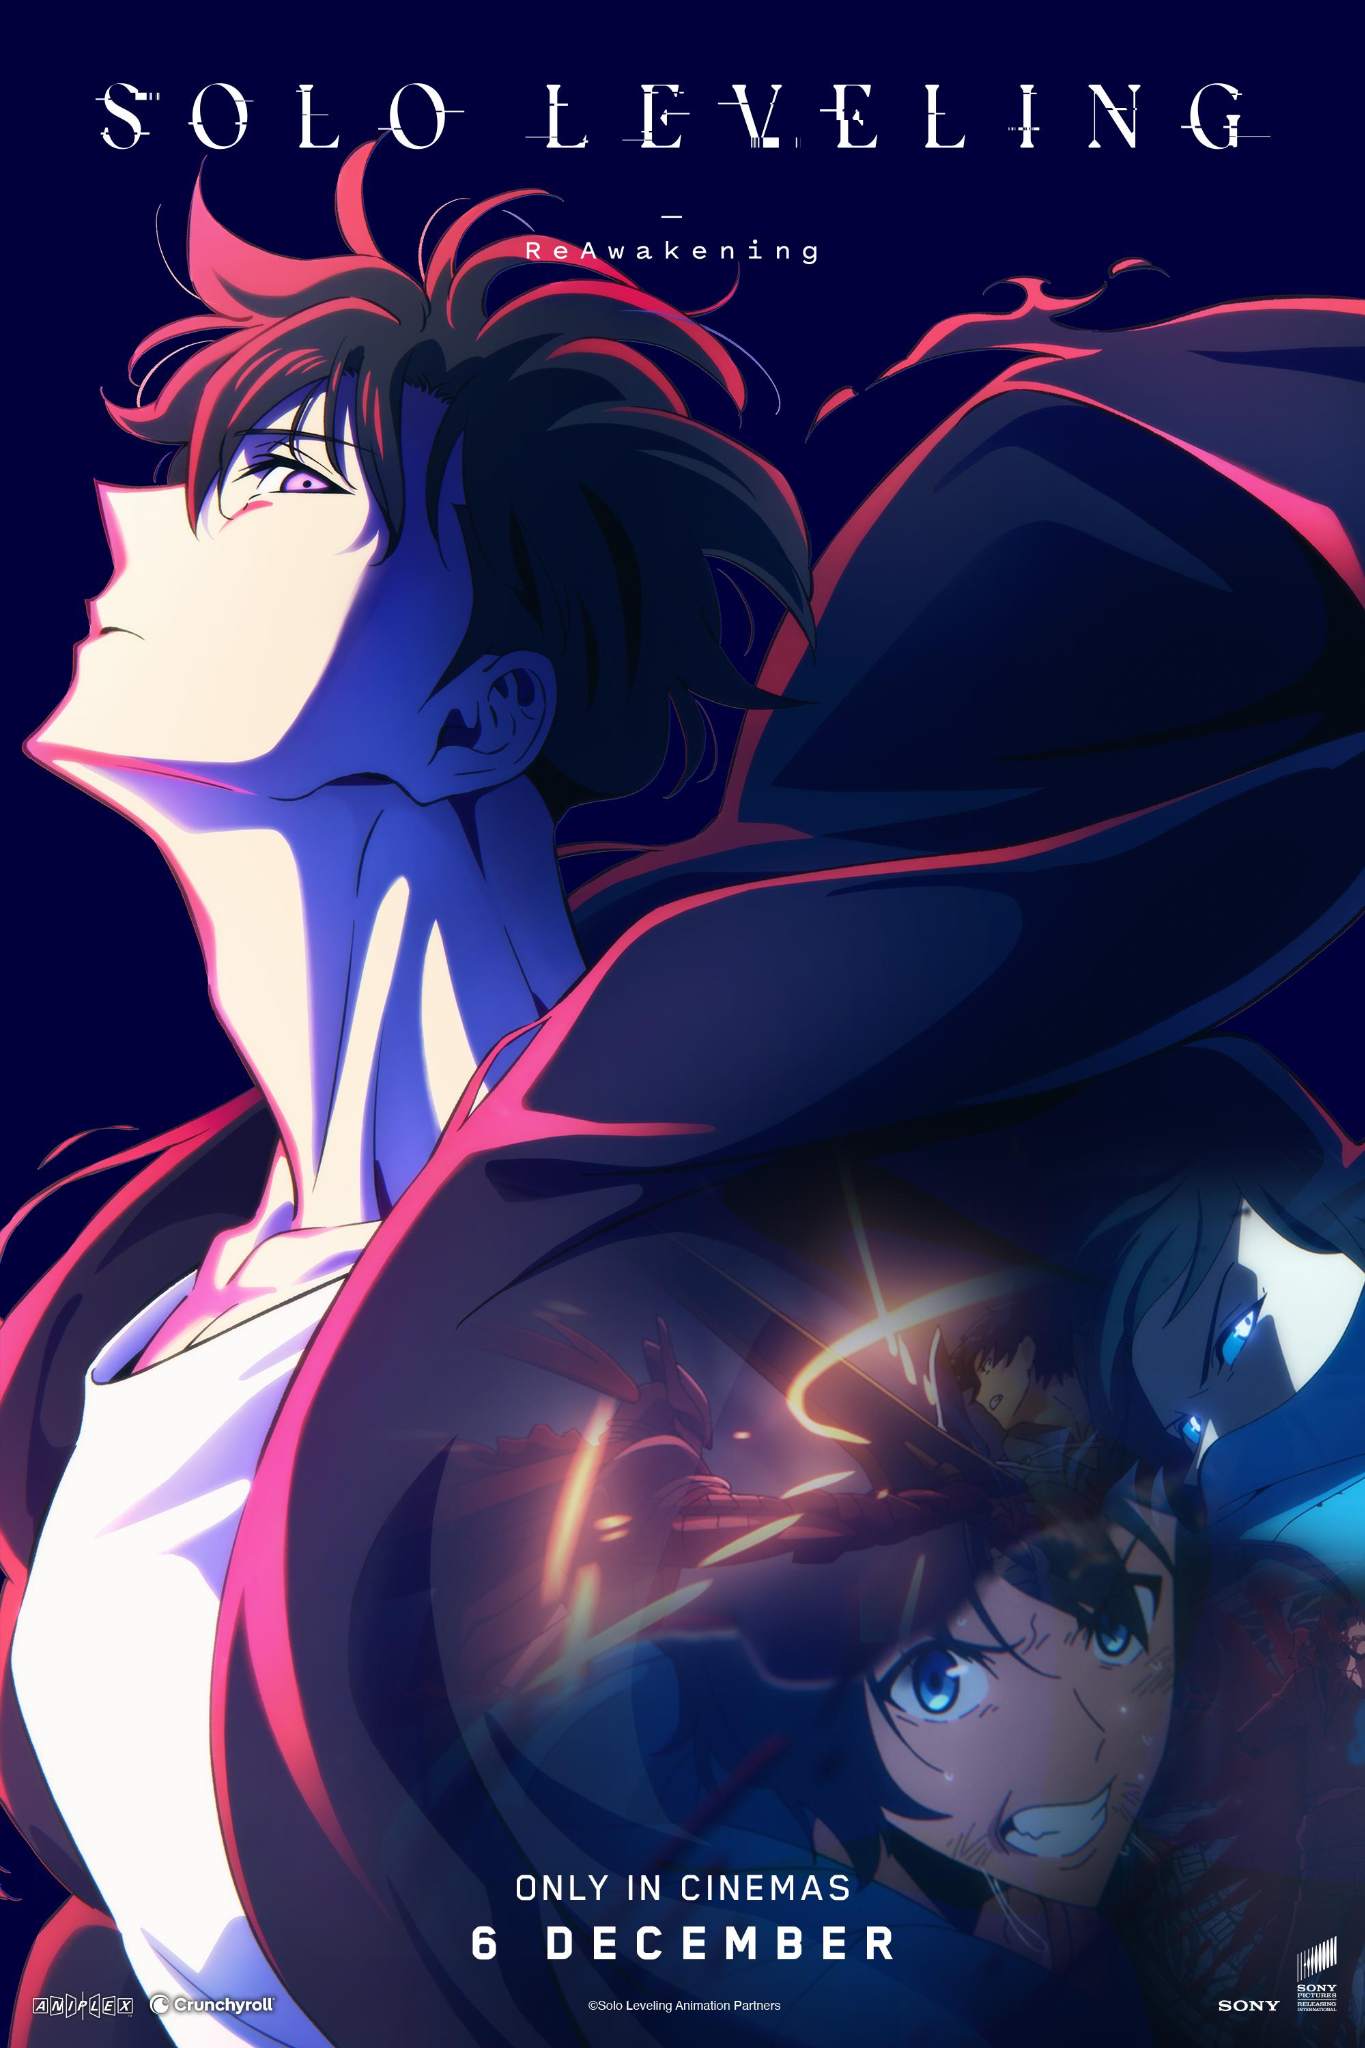 SOLO LEVELING
ReAwakening
ONLY IN CINEMAS
6 DECEMBER
ANIPLEX
Crunchyroll
©Solo Leveling Animation Partners
SONY
SONY
PICTURES
RELEASING
INTERNATIONAL